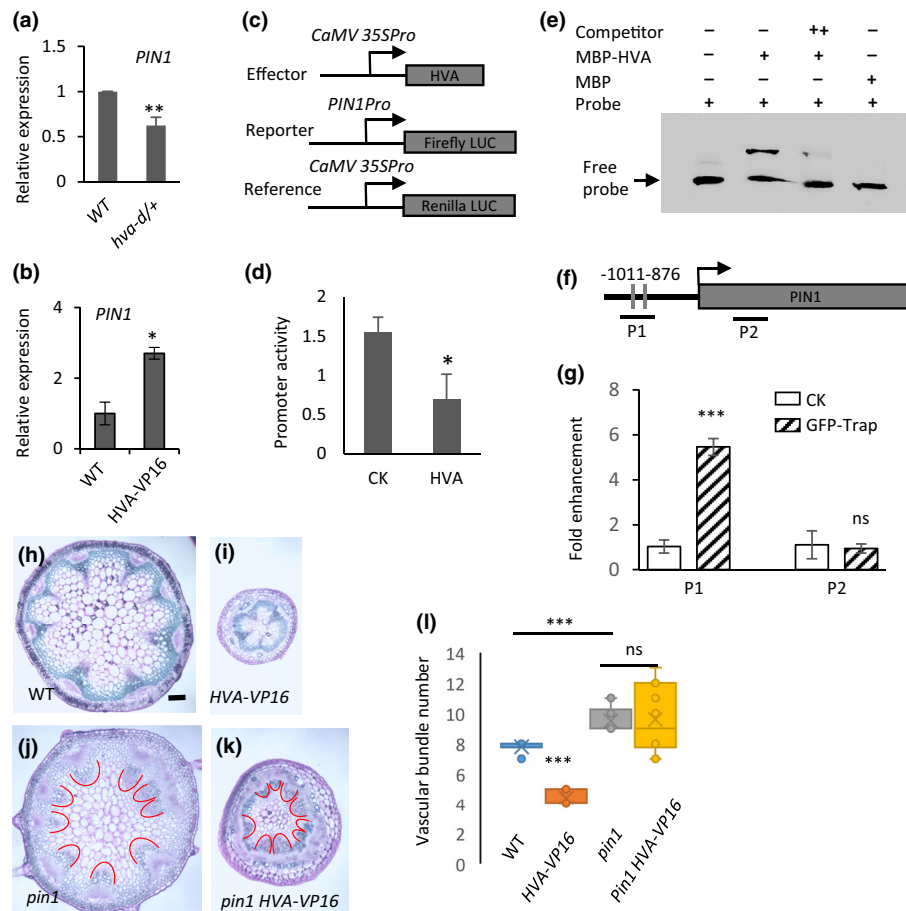 (a)
PIN1
Relative expression
1.5
1
0.5
0
**
WT
hva-d/+
(b)
PIN1
Relative expression
4
2
0
*
WT
HVA-VP16
(c)
CaMV 35SPro
Effector
HVA
PIN1Pro
Reporter
Firefly LUC
CaMV 35SPro
Reference
Renilla LUC
(d)
Promoter activity
2
1.5
1
0.5
0
*
CK
HVA
(e)
Competitor – – ++ –
MBP-HVA – + + –
MBP – – – +
Probe + + + +
Free
probe
(f)
-1011-876
PIN1
P1
P2
(g)
Fold enhancement
8
6
4
2
0
***
ns
CK
GFP-Trap
P1
P2
(h)
WT
(i)
HVA-VP16
(j)
pin1
(k)
pin1 HVA-VP16
(l)
Vascular bundle number
14
12
10
8
6
4
2
0
***
ns
***
WT
HVA-VP16
pin1
Pin1 HVA-VP16